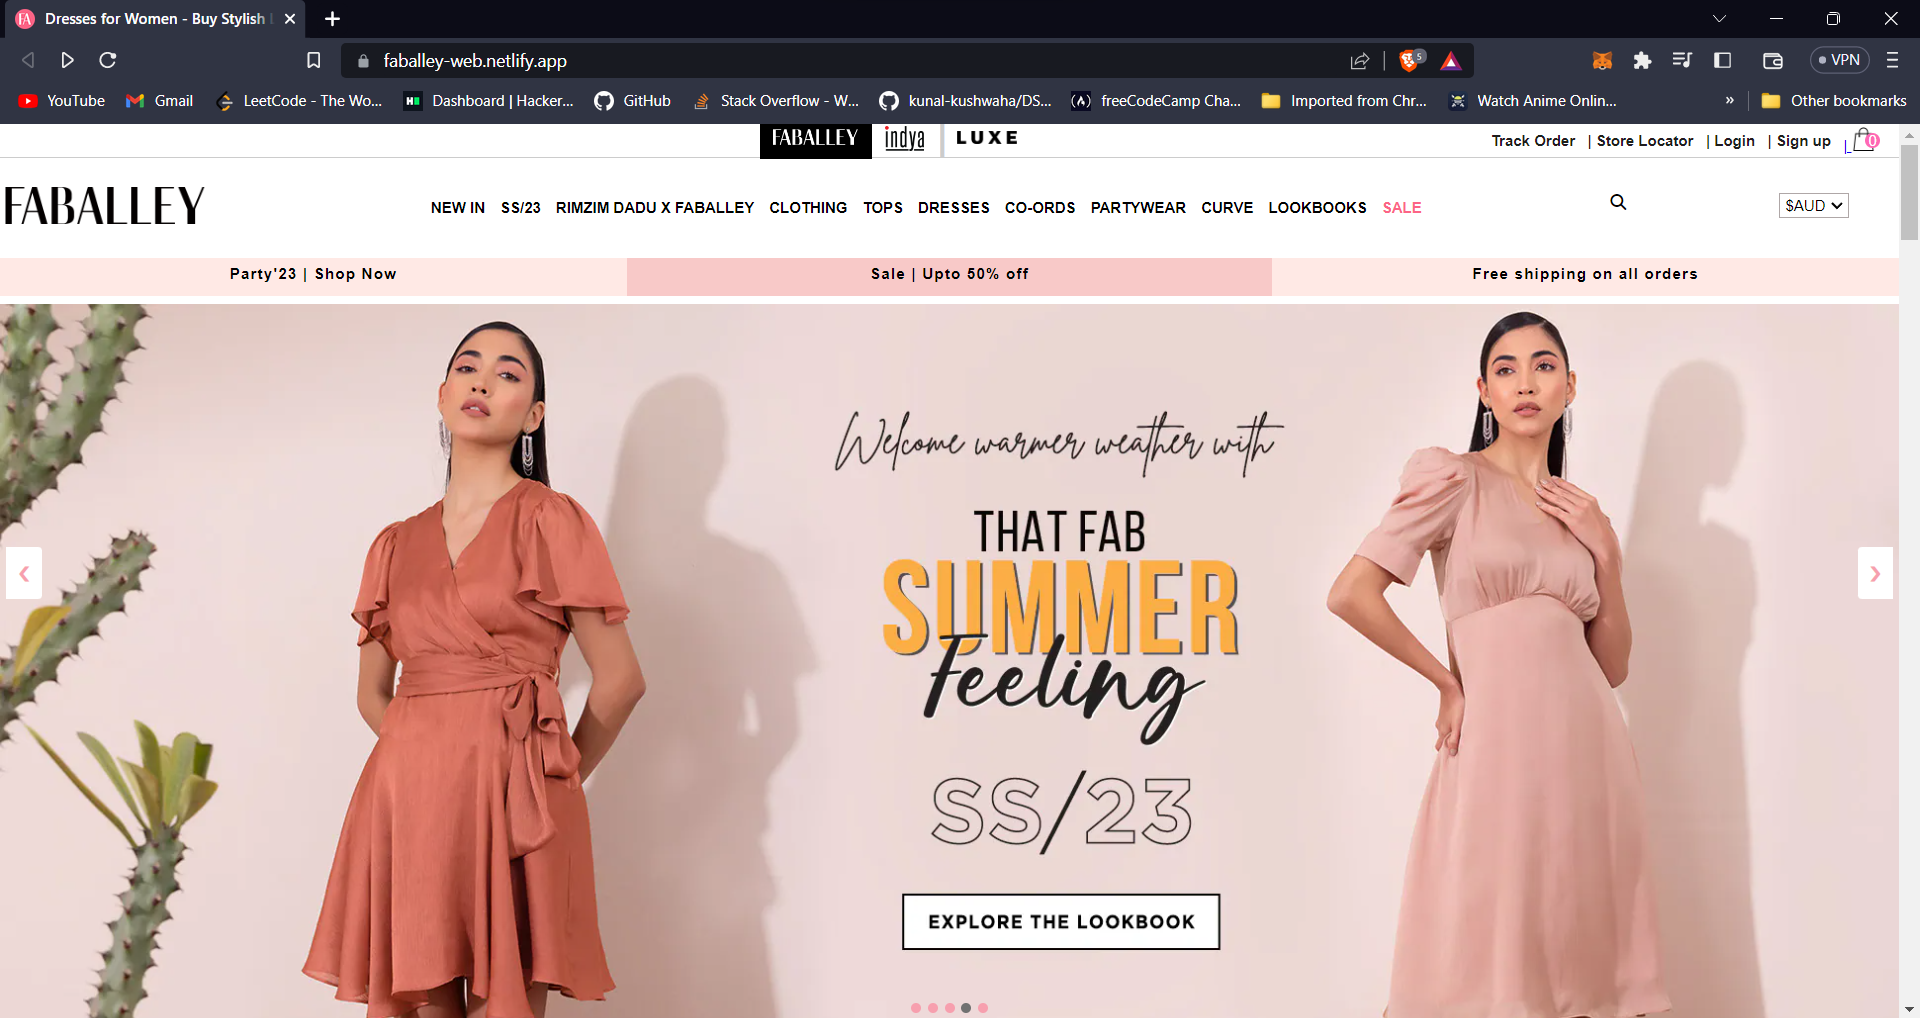 FA Dresses for Women - Buy Stylish
faballey-web.netlify.app
5
VPN
YouTube
Gmail
LeetCode - The Wo...
Dashboard | Hacker...
GitHub
Stack Overflow - W...
kunal-kushwaha/DS...
freeCodeCamp Cha...
Imported from Chr...
Watch Anime Onlin...
»
Other bookmarks
FABALLEY
indya
LUXE
Track Order | Store Locator | Login | Sign up |
0
FABALLEY
NEW IN SS/23 RIMZIM DADU X FABALLEY CLOTHING TOPS DRESSES CO-ORDS PARTYWEAR CURVE LOOKBOOKS SALE
$AUD
Party'23 | Shop Now
Sale | Upto 50% off
Free shipping on all orders
Welcome warmer weather with
THAT FAB
SUMMER
Feeling
SS/23
EXPLORE THE LOOKBOOK